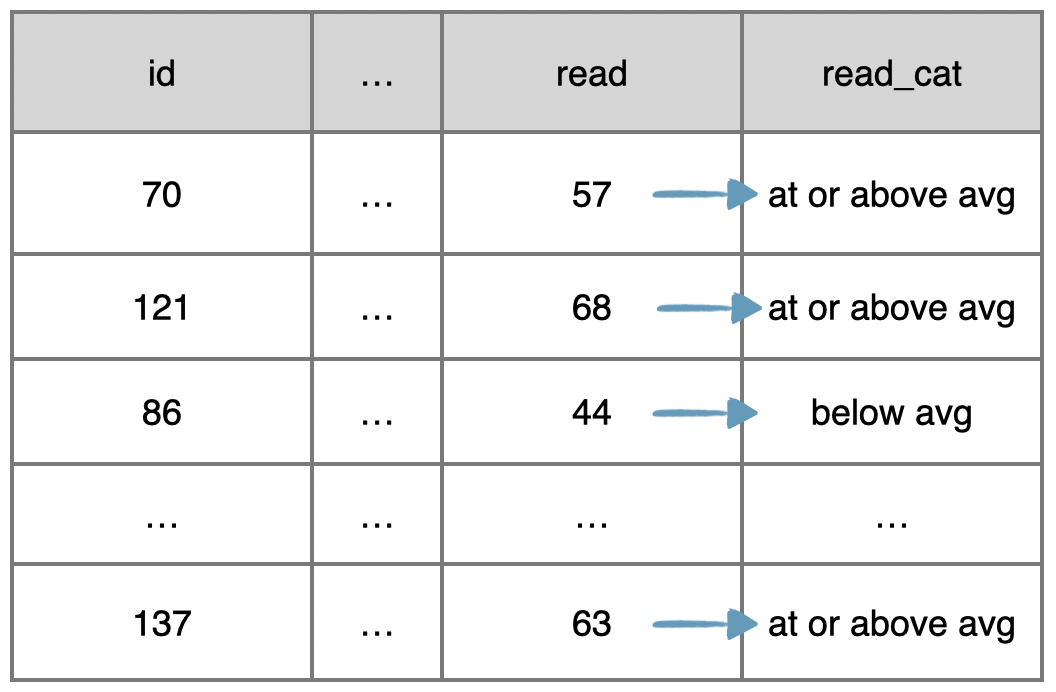 id … read read_cat
70 … 57 at or above avg
121 … 68 at or above avg
86 … 44 below avg
… … … …
137 … 63 at or above avg